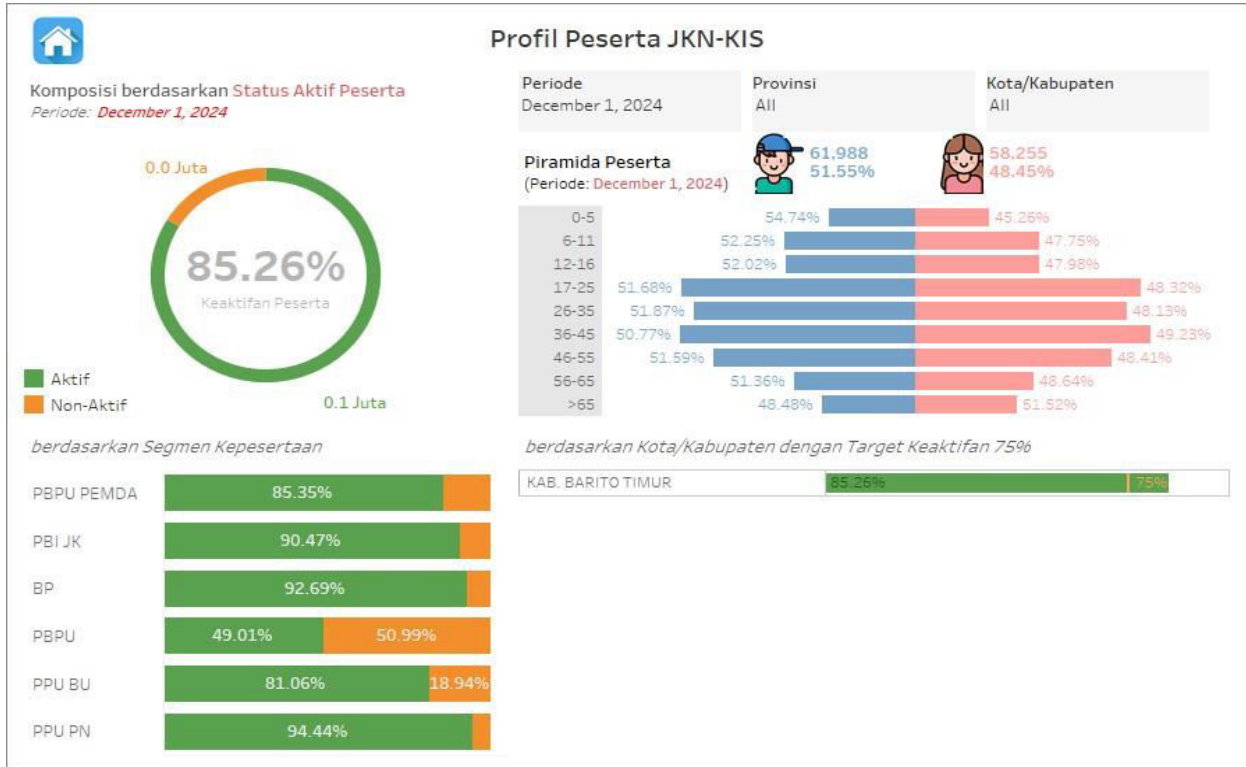 Profil Peserta JKN-KIS
Komposisi berdasarkan Status Aktif Peserta
Periode: December 1, 2024
0.0 Juta
85.26%
Keaktifan Peserta
Aktif
Non-Aktif
0.1 Juta
Periode
December 1, 2024
Provinsi
All
Kota/Kabupaten
All
Piramida Peserta
(Periode: December 1, 2024)
61,988
51.55%
58,255
48.45%
0-5 54.74% 45.26%
6-11 52.25% 47.75%
12-16 52.02% 47.98%
17-25 51.68% 48.32%
26-35 51.87% 48.13%
36-45 50.77% 49.23%
46-55 51.59% 48.41%
56-65 51.36% 48.64%
>65 48.48% 51.52%
berdasarkan Segmen Kepesertaan
PBPU PEMDA 85.35%
PBI JK 90.47%
BP 92.69%
PBPU 49.01% 50.99%
PPU BU 81.06% 18.94%
PPU PN 94.44%
berdasarkan Kota/Kabupaten dengan Target Keaktifan 75%
KAB. BARITO TIMUR 85.26% 75%